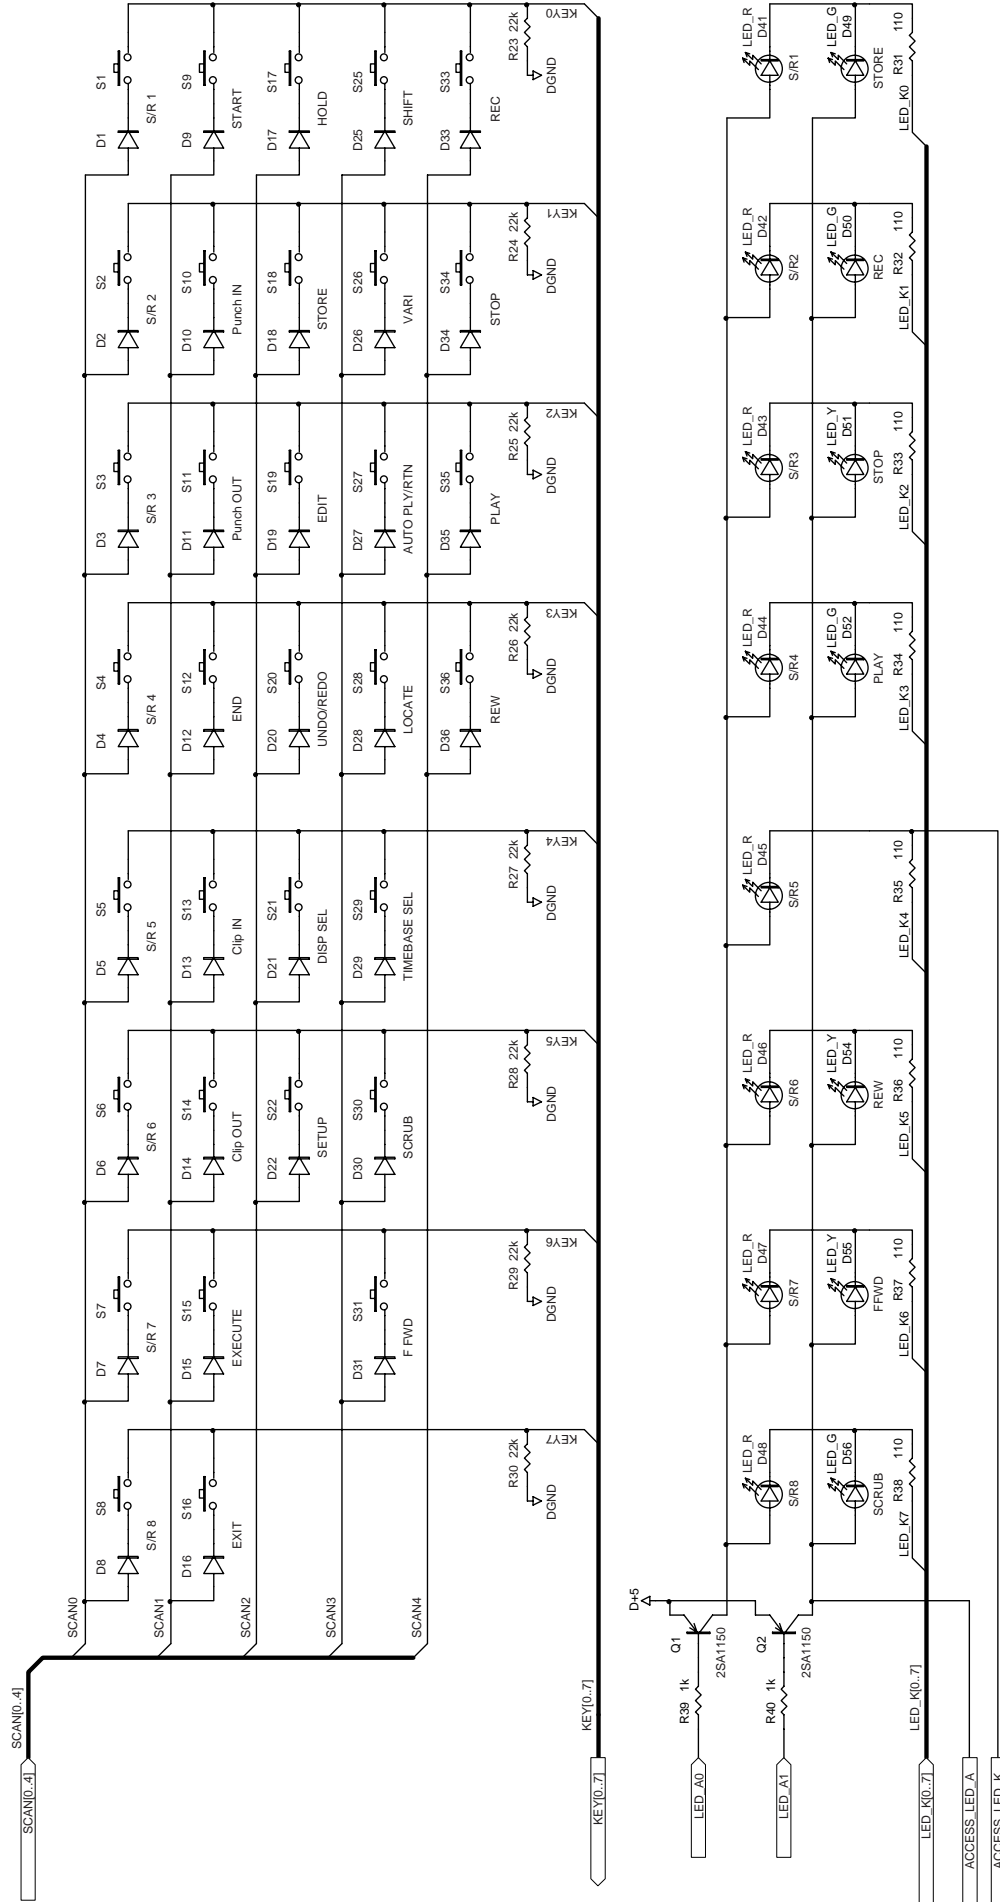 SCAN[0..4]
SCAN[0..4]
SCAN0
D8
S8
S/R 8
D7
S7
S/R 7
D6
S6
S/R 6
D5
S5
S/R 5
D4
S4
S/R 4
D3
S3
S/R 3
D2
S2
S/R 2
D1
S1
S/R 1
SCAN1
D16
S16
EXIT
D15
S15
EXECUTE
D14
S14
Clip OUT
D13
S13
Clip IN
D12
S12
END
D11
S11
Punch OUT
D10
S10
Punch IN
D9
S9
START
SCAN2
D22
S22
SETUP
D21
S21
DISP SEL
D20
S20
UNDO/REDO
D19
S19
EDIT
D18
S18
STORE
D17
S17
HOLD
SCAN3
D31
S31
F FWD
D30
S30
SCRUB
D29
S29
TIMEBASE SEL
D28
S28
LOCATE
D27
S27
AUTO PLY/RTN
D26
S26
VARI
D25
S25
SHIFT
SCAN4
D36
S36
REW
D35
S35
PLAY
D34
S34
STOP
D33
S33
REC
R30 22k
DGND
KEY7
R29 22k
DGND
KEY6
R28 22k
DGND
KEY5
R27 22k
DGND
KEY4
R26 22k
DGND
KEY3
R25 22k
DGND
KEY2
R24 22k
DGND
KEY1
R23 22k
DGND
KEY0
KEY[0..7]
KEY[0..7]
D+5
LED_A0
R39 1k
Q1
2SA1150
LED_A1
R40 1k
Q2
2SA1150
LED_R
D48
S/R8
LED_R
D47
S/R7
LED_R
D46
S/R6
LED_R
D45
S/R5
LED_R
D44
S/R4
LED_R
D43
S/R3
LED_R
D42
S/R2
LED_R
D41
S/R1
LED_G
D56
SCRUB
LED_Y
D55
FFWD
LED_Y
D54
REW
LED_G
D52
PLAY
LED_Y
D51
STOP
LED_G
D50
REC
LED_G
D49
STORE
LED_K7
R38
110
LED_K6
R37
110
LED_K5
R36
110
LED_K4
R35
110
LED_K3
R34
110
LED_K2
R33
110
LED_K1
R32
110
LED_K0
R31
110
LED_K[0..7]
LED_K[0..7]
ACCESS_LED_A
ACCESS_LED_K